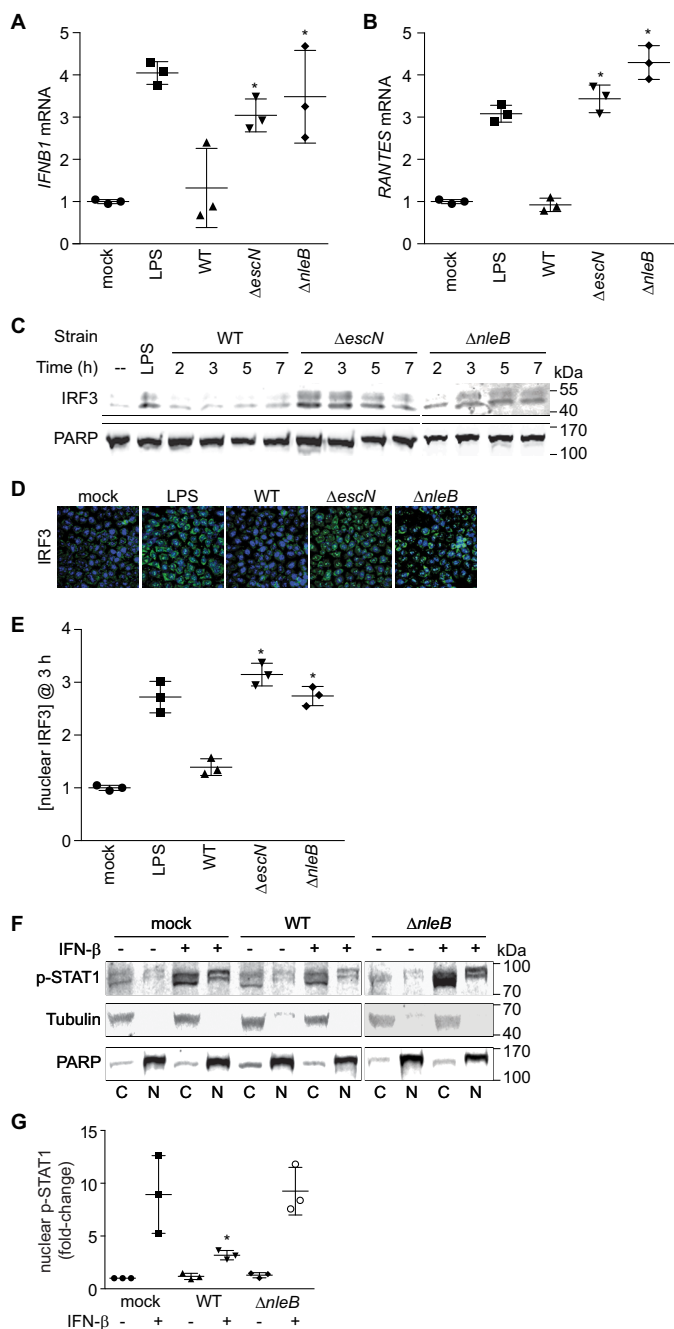 A
IFNB1 mRNA
5
4
3
2
1
0
mock
LPS
WT
ΔescN
ΔnleB
*
*
B
RANTES mRNA
5
4
3
2
1
0
mock
LPS
WT
ΔescN
ΔnleB
*
*
C
Strain WT ΔescN ΔnleB
Time (h) -- LPS 2 3 5 7 2 3 5 7 2 3 5 7 kDa
IRF3 55
40
PARP 170
100
D
mock LPS WT ΔescN ΔnleB
IRF3
E
[nuclear IRF3] @ 3 h
4
3
2
1
0
mock
LPS
WT
ΔescN
ΔnleB
*
*
F
mock WT ΔnleB
IFN-β - - + + - - + + - - + + kDa
p-STAT1 100
70
Tubulin 70
40
PARP 170
100
C N C N C N C N C N C N
G
nuclear p-STAT1
(fold-change)
15
10
5
0
*
mock WT ΔnleB
IFN-β - + - + - +